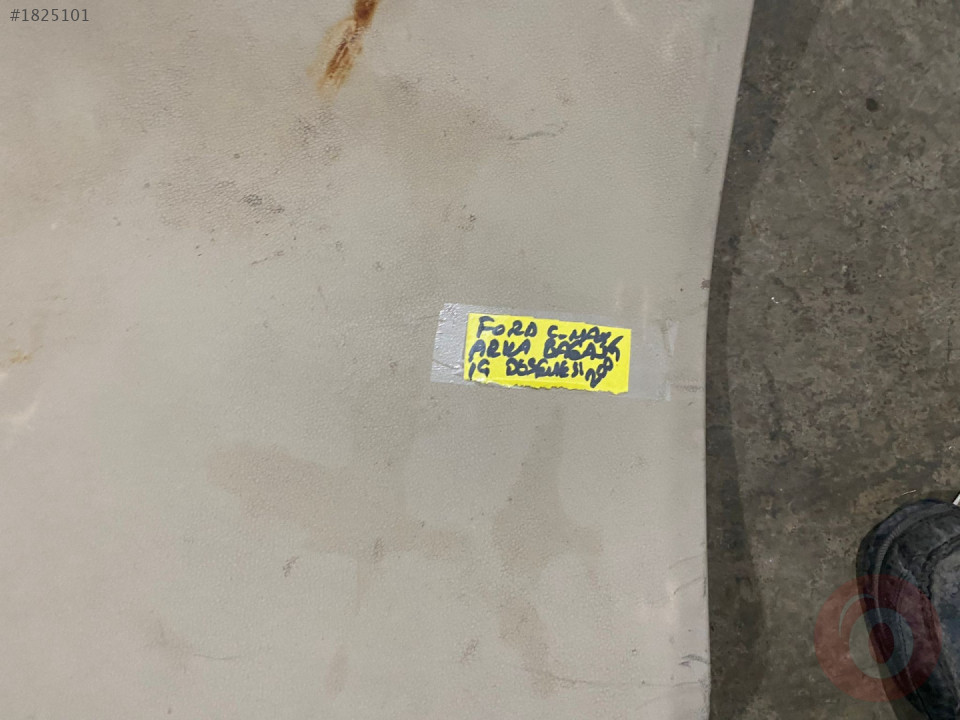 #1825101
FORD C-MAX
ARKA BAGAJ
İÇ DÖŞEMESİ